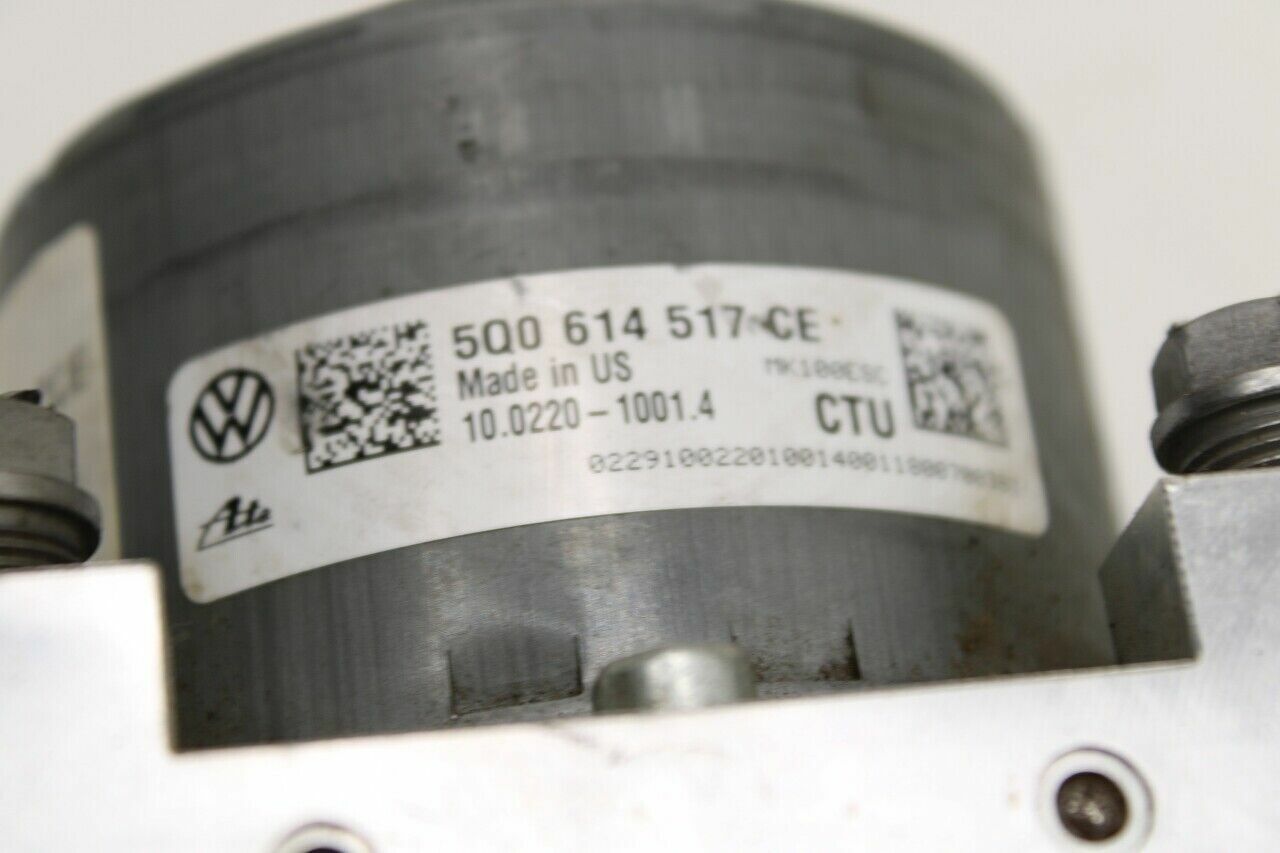 5Q0 614 517 CE
Made in US
MK100ESC
10.0220-1001.4
CTU
Ate